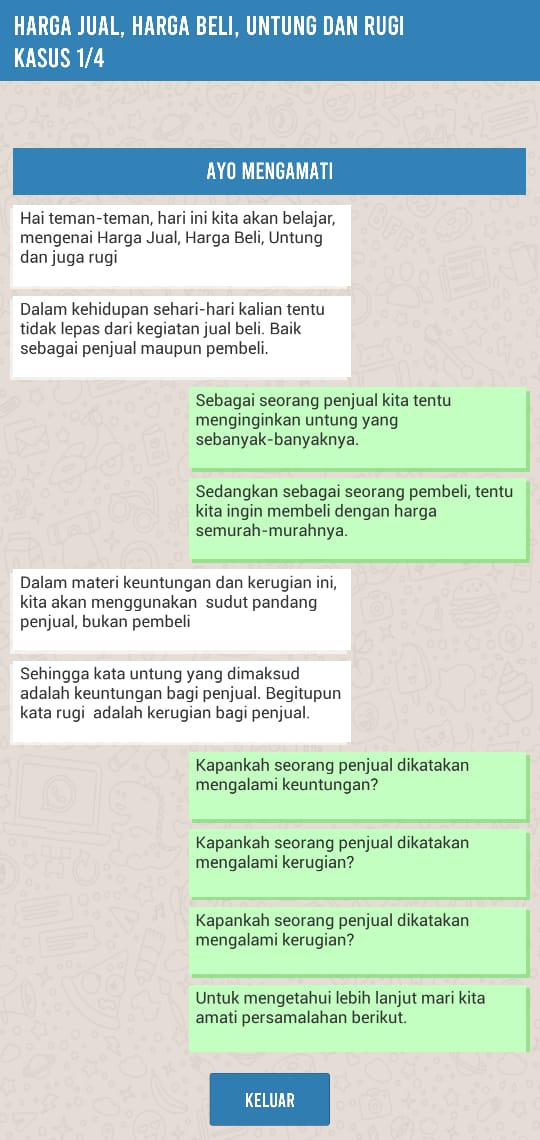 HARGA JUAL, HARGA BELI, UNTUNG DAN RUGI
KASUS 1/4
AYO MENGAMATI
Hai teman-teman, hari ini kita akan belajar,
mengenai Harga Jual, Harga Beli, Untung
dan juga rugi
Dalam kehidupan sehari-hari kalian tentu
tidak lepas dari kegiatan jual beli. Baik
sebagai penjual maupun pembeli.
Sebagai seorang penjual kita tentu
menginginkan untung yang
sebanyak-banyaknya.
Sedangkan sebagai seorang pembeli, tentu
kita ingin membeli dengan harga
semurah-murahnya.
Dalam materi keuntungan dan kerugian ini,
kita akan menggunakan  sudut pandang
penjual, bukan pembeli
Sehingga kata untung yang dimaksud
adalah keuntungan bagi penjual. Begitupun
kata rugi  adalah kerugian bagi penjual.
Kapankah seorang penjual dikatakan
mengalami keuntungan?
Kapankah seorang penjual dikatakan
mengalami kerugian?
Kapankah seorang penjual dikatakan
mengalami kerugian?
Untuk mengetahui lebih lanjut mari kita
amati persamalahan berikut.
KELUAR